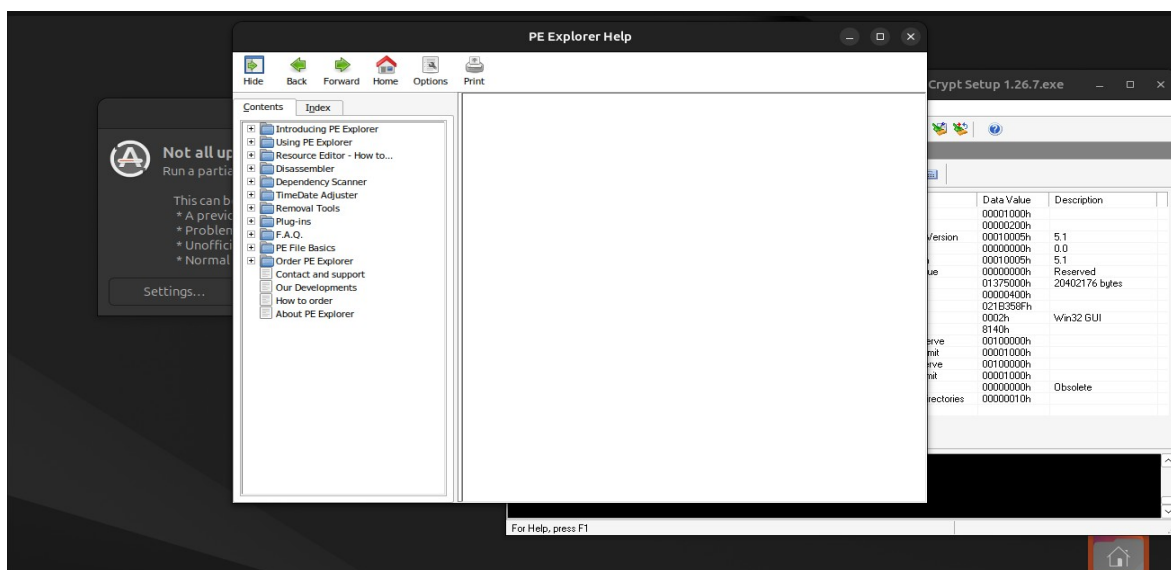 PE Explorer Help
Hide Back Forward Home Options Print
Contents Index
Introducing PE Explorer
Using PE Explorer
Resource Editor - How to...
Disassembler
Dependency Scanner
TimeDate Adjuster
Removal Tools
Plug-ins
F.A.Q.
PE File Basics
Order PE Explorer
Contact and support
Our Developments
How to order
About PE Explorer
Not all up
Run a partia
This can b
* A previo
* Problen
* Unoffici
* Normal
Settings...
Crypt Setup 1.26.7.exe
Data Value Description
00001000h
00000200h
Version 00010005h 5.1
00000000h 0.0
00010005h 5.1
ue 00000000h Reserved
01375000h 20402176 bytes
00000400h
021B358Fh
0002h Win32 GUI
8140h
erve 00100000h
mit 00001000h
erve 00100000h
mit 00001000h
00000000h Obsolete
rectories 00000010h
For Help, press F1